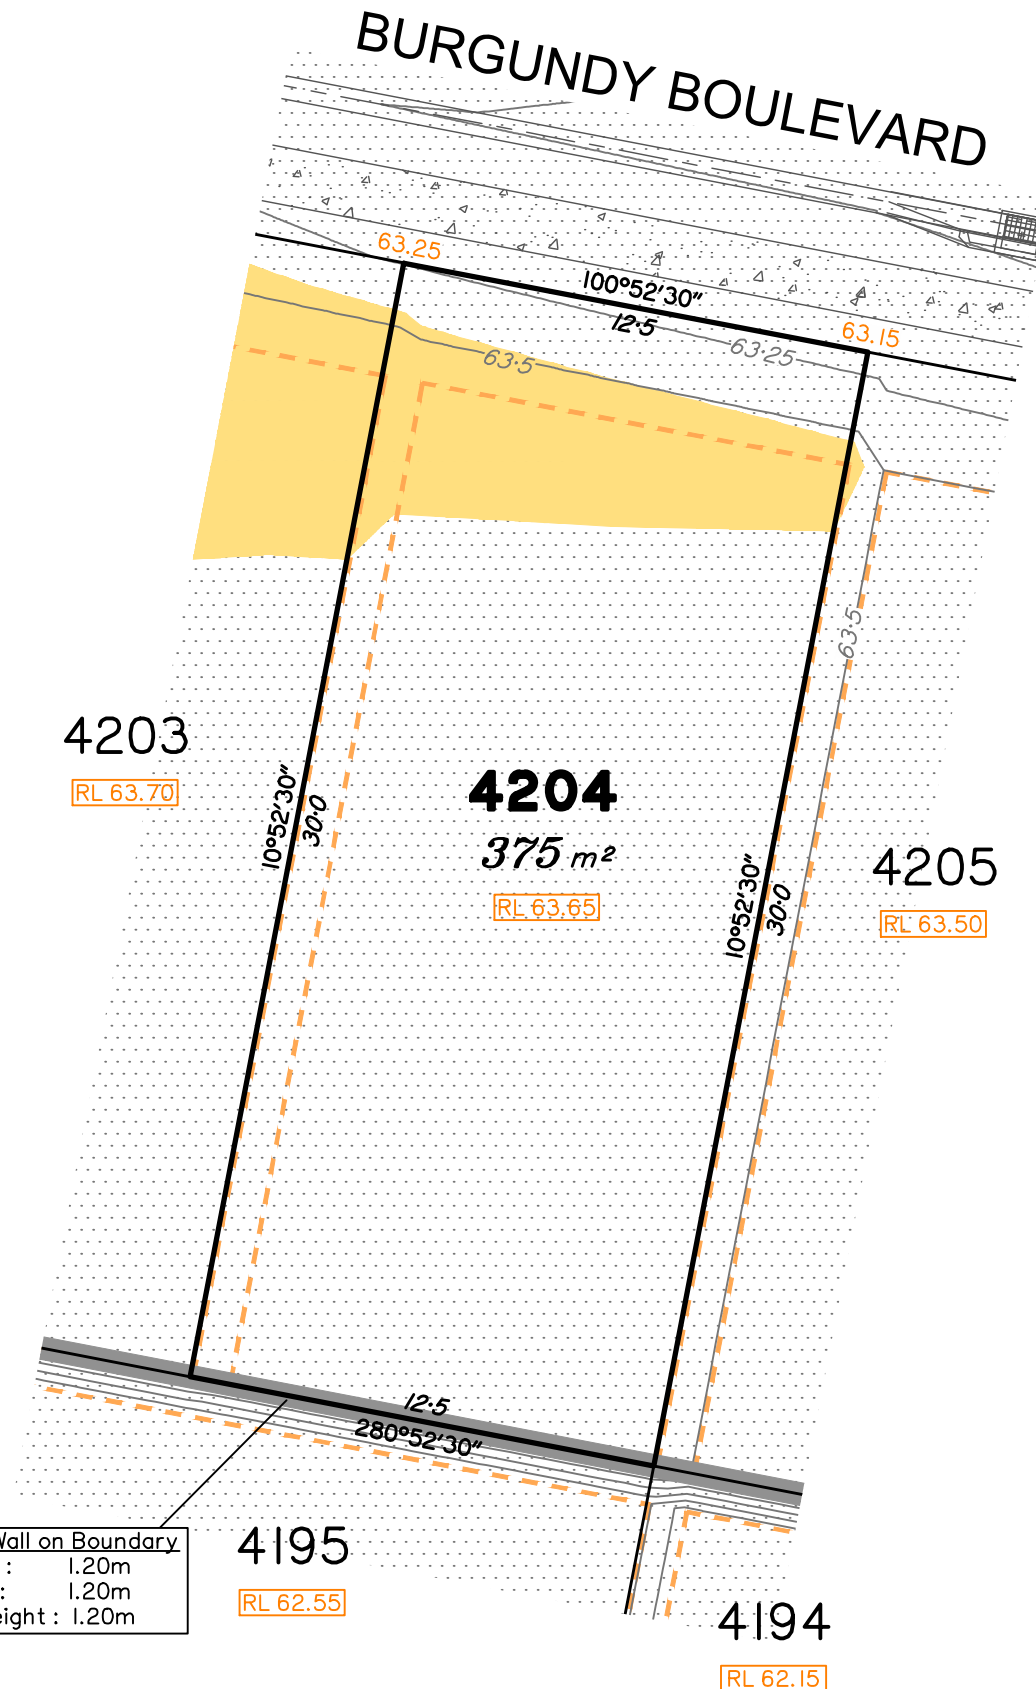 BURGUNDY BOULEVARD
63.25
100°52'30"
12·5
63.15
63·25
63·5
63·5
4203
RL 63.70
10°52'30"
30·0
4204
375 m²
RL 63.65
10°52'30"
30·0
4205
RL 63.50
12·5
280°52'30"
Wall on Boundary
: 1.20m
: 1.20m
eight : 1.20m
4195
RL 62.55
4194
RL 62.15